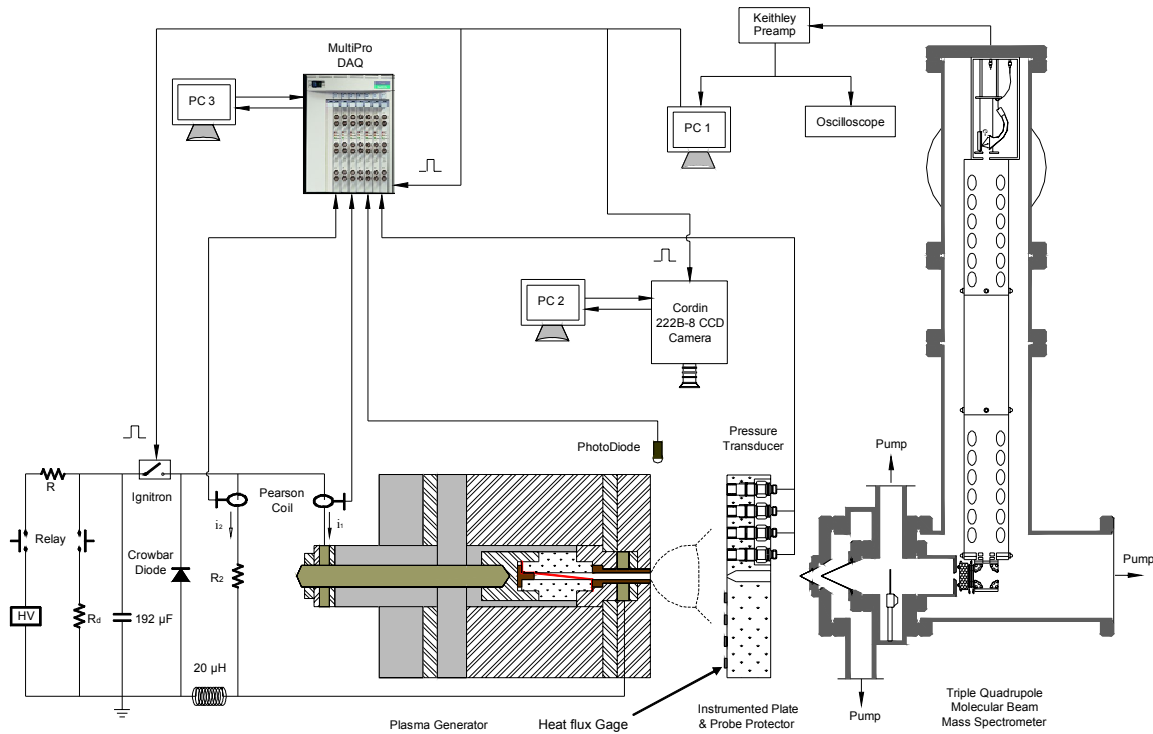 Keithley
Preamp
MultiPro
DAQ
PC 3
PC 1
Oscilloscope
PC 2
Cordin
222B-8 CCD
Camera
PhotoDiode
Pressure
Transducer
Pump
R
Ignitron
Pearson
Coil
i2
i1
Relay
Crowbar
Diode
R2
Pump
HV
Rd
192 µF
20 µH
Plasma Generator
Heat flux Gage
Instrumented Plate
& Probe Protector
Pump
Triple Quadrupole
Molecular Beam
Mass Spectrometer